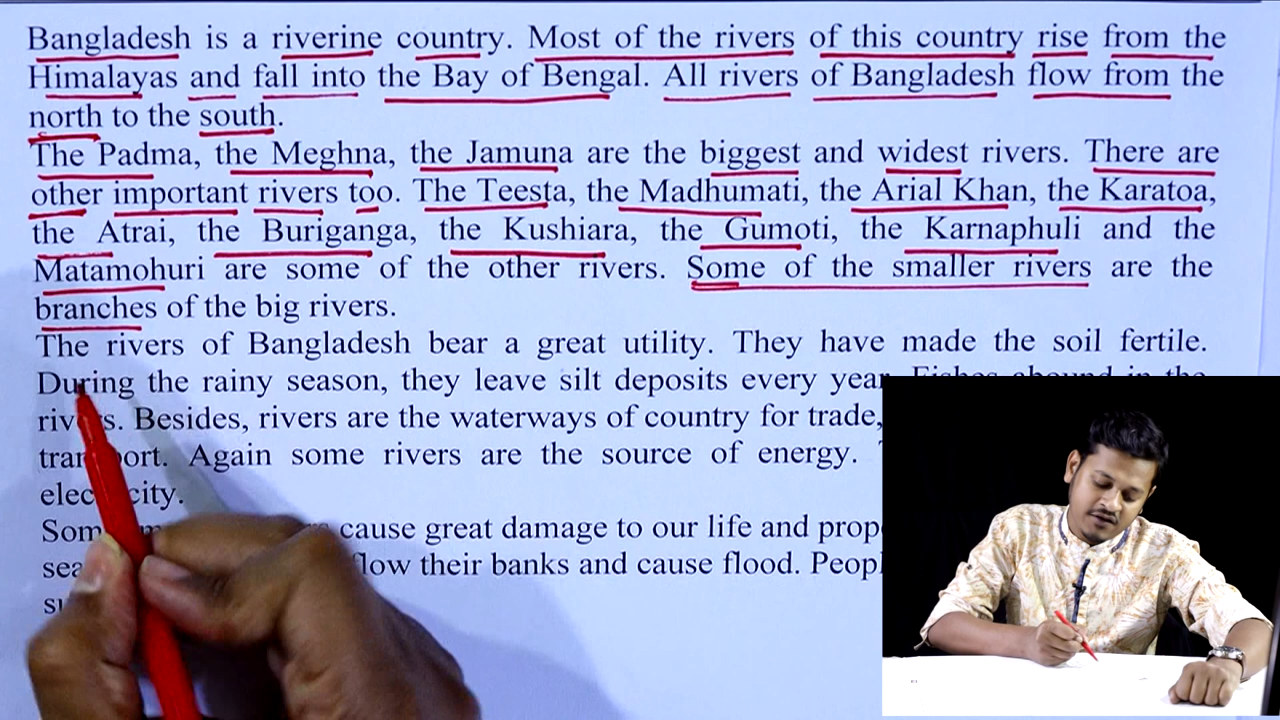 Bangladesh is a riverine country. Most of the rivers of this country rise from the
Himalayas and fall into the Bay of Bengal. All rivers of Bangladesh flow from the
north to the south.
The Padma, the Meghna, the Jamuna are the biggest and widest rivers. There are
other important rivers too. The Teesta, the Madhumati, the Arial Khan, the Karatoa,
the Atrai, the Buriganga, the Kushiara, the Gumoti, the Karnaphuli and the
Matamohuri are some of the other rivers. Some of the smaller rivers are the
branches of the big rivers.
The rivers of Bangladesh bear a great utility. They have made the soil fertile.
During the rainy season, they leave silt deposits every year. Fishes abound in the
rivers. Besides, rivers are the waterways of country for trade,
transport. Again some rivers are the source of energy.
electricity.
cause great damage to our life and
their banks and cause flood.